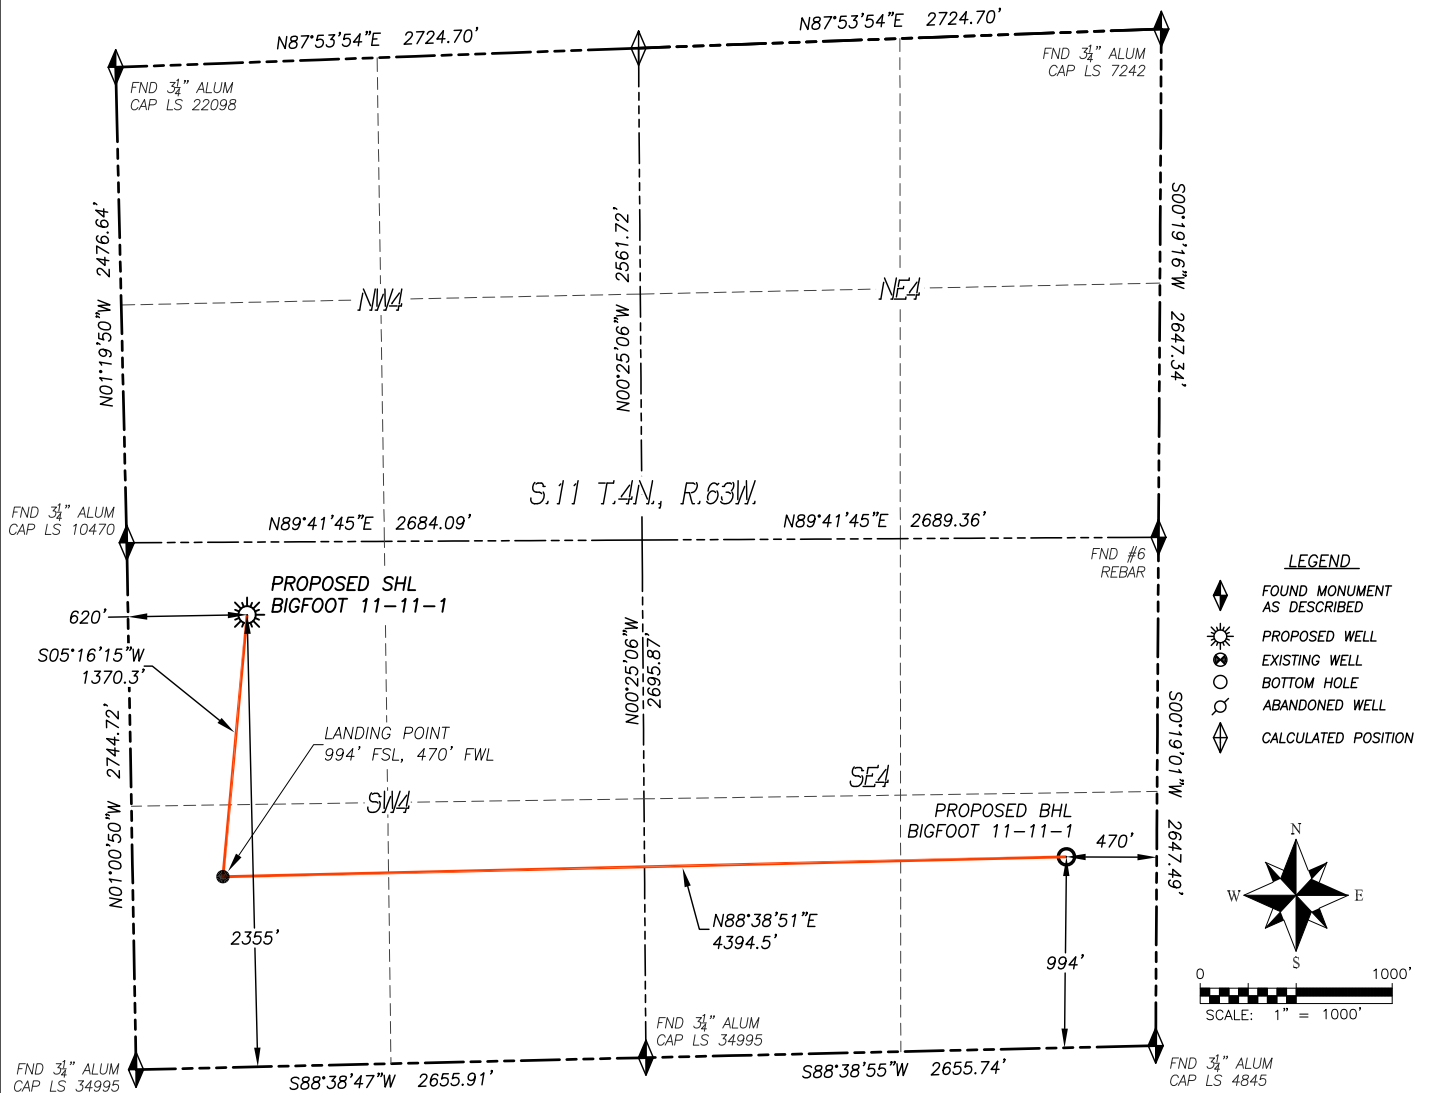 N87°53'54"E 2724.70'
N87°53'54"E 2724.70'
FND 3¼" ALUM
CAP LS 22098
FND 3¼" ALUM
CAP LS 7242
N01°19'50"W 2476.64'
N00°25'06"W 2561.72'
S00°19'16"W 2647.34'
NW4
NE4
S.11 T.4N., R.63W.
FND 3¼" ALUM
CAP LS 10470
N89°41'45"E 2684.09'
N89°41'45"E 2689.36'
FND #6
REBAR
PROPOSED SHL
BIGFOOT 11-11-1
620'
S05°16'15"W
1370.3'
N01°00'50"W 2744.72'
LANDING POINT
994' FSL, 470' FWL
N00°25'06"W
2695.87'
S00°19'01"W 2647.49'
SW4
SE4
PROPOSED BHL
BIGFOOT 11-11-1
470'
2355'
N88°38'51"E
4394.5'
994'
FND 3¼" ALUM
CAP LS 34995
FND 3¼" ALUM
CAP LS 34995
S88°38'47"W 2655.91'
S88°38'55"W 2655.74'
FND 3¼" ALUM
CAP LS 4845
LEGEND
FOUND MONUMENT
AS DESCRIBED
PROPOSED WELL
EXISTING WELL
BOTTOM HOLE
ABANDONED WELL
CALCULATED POSITION
N
W E
S
0 1000'
SCALE: 1" = 1000'